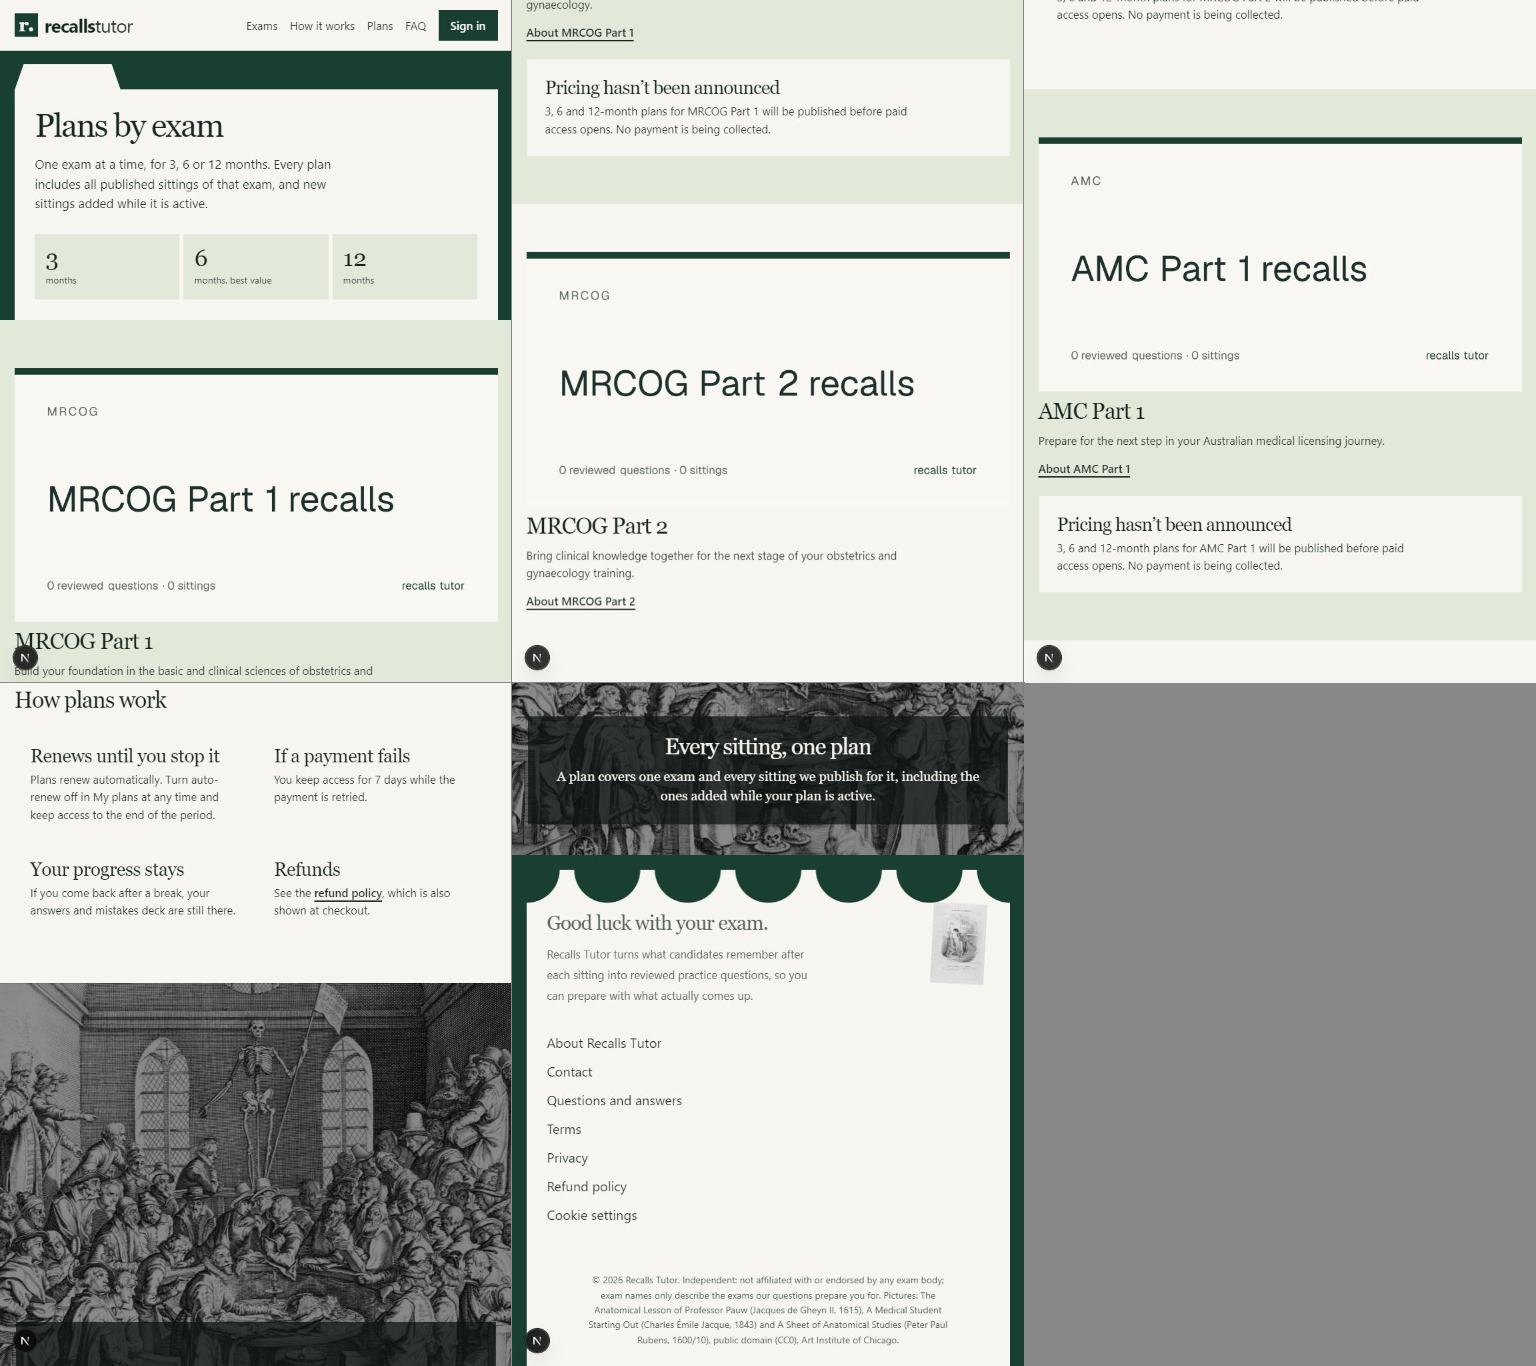 r. recallstutor
Exams How it works Plans FAQ Sign in
Plans by exam
One exam at a time, for 3, 6 or 12 months. Every plan
includes all published sittings of that exam, and new
sittings added while it is active.
3
months
6
months, best value
12
months
MRCOG
MRCOG Part 1 recalls
0 reviewed questions · 0 sittings recalls tutor
MRCOG Part 1
Build your foundation in the basic and clinical sciences of obstetrics and
N
gynaecology.
About MRCOG Part 1
Pricing hasn’t been announced
3, 6 and 12-month plans for MRCOG Part 1 will be published before paid
access opens. No payment is being collected.
MRCOG
MRCOG Part 2 recalls
0 reviewed questions · 0 sittings recalls tutor
MRCOG Part 2
Bring clinical knowledge together for the next stage of your obstetrics and
gynaecology training.
About MRCOG Part 2
N
access opens. No payment is being collected.
AMC
AMC Part 1 recalls
0 reviewed questions · 0 sittings recalls tutor
AMC Part 1
Prepare for the next step in your Australian medical licensing journey.
About AMC Part 1
Pricing hasn’t been announced
3, 6 and 12-month plans for AMC Part 1 will be published before paid
access opens. No payment is being collected.
N
How plans work
Renews until you stop it
Plans renew automatically. Turn auto-
renew off in My plans at any time and
keep access to the end of the period.
If a payment fails
You keep access for 7 days while the
payment is retried.
Your progress stays
If you come back after a break, your
answers and mistakes deck are still there.
Refunds
See the refund policy, which is also
shown at checkout.
N
Every sitting, one plan
A plan covers one exam and every sitting we publish for it, including the
ones added while your plan is active.
Good luck with your exam.
Recalls Tutor turns what candidates remember after
each sitting into reviewed practice questions, so you
can prepare with what actually comes up.
About Recalls Tutor
Contact
Questions and answers
Terms
Privacy
Refund policy
Cookie settings
© 2026 Recalls Tutor. Independent: not affiliated with or endorsed by any exam body;
exam names only describe the exams our questions prepare you for. Pictures: The
Anatomical Lesson of Professor Pauw (Jacques de Gheyn II, 1615), A Medical Student
Starting Out (Charles Émile Jacque, 1843) and A Sheet of Anatomical Studies (Peter Paul
Rubens, 1600/10), public domain (CC0), Art Institute of Chicago.
N